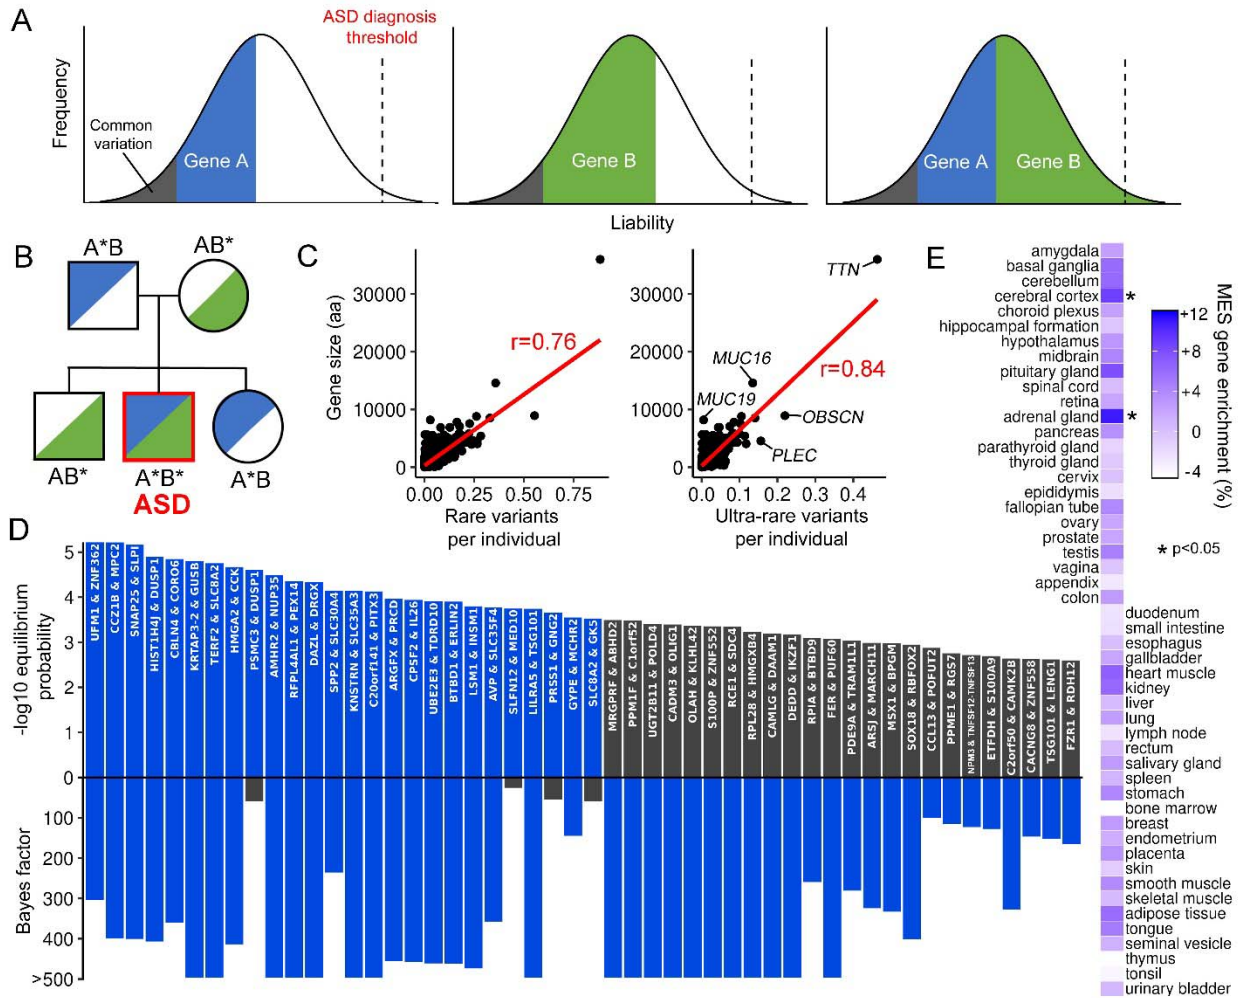 A
ASD diagnosis
threshold
Frequency
Common
variation
Gene A
Gene B
Gene A
Gene B
Liability
B
A*B
AB*
AB*
A*B*
A*B
ASD
C
Gene size (aa)
30000
20000
10000
0
r=0.76
0.00
0.25
0.50
0.75
Rare variants
per individual
30000
20000
10000
0
TTN
MUC16
MUC19
r=0.84
OBSCN
PLEC
0.0
0.1
0.2
0.3
0.4
Ultra-rare variants
per individual
D
-log10 equilibrium
probability
5
4
3
2
1
0
100
200
300
400
>500
Bayes factor
UFM1 & ZNF362
CCZ1B & MPC2
SNAP25 & SLPI
HIST1H4J & DUSP1
CBLN4 & CORO6
KRTAP3-2 & GUSB
TERF2 & SLC8A2
HMGA2 & CCK
PSMC3 & DUSP1
AMHR2 & NUP35
RFPL4AL1 & PEX14
DAZL & DRGX
SPP2 & SLC30A4
KNSTRN & SLC35A3
C20orf141 & PITX3
ARGFX & PRCD
CPSF2 & IL26
UBE2E3 & TDRD10
BTBD1 & ERLIN2
LSM1 & INSM1
AVP & SLC35F4
SLFN12 & MED10
LILRA5 & TSG101
PRSS1 & GNG2
GYPE & MCHR2
SLC8A2 & GK5
MRGPRF & ABHD2
PPM1F & C1orf52
UGT2B11 & POLD4
CADM3 & OLIG1
OLAH & KLHL42
S100P & ZNF552
RCE1 & SDC4
RPL28 & HMGXB4
CAMLG & DAAM1
DEDD & IKZF1
RPIA & BTBD9
FER & PUF60
PDE9A & TRAM1L1
ARSJ & MARCH11
MSX1 & BPGM
SOX18 & RBFOX2
CCL13 & POFUT2
PPME1 & RGS7
NPM3 & TNFSF12-TNFSF13
ETFDH & S100A9
C2orf50 & CAMK2B
CACNG8 & ZNF558
TSG101 & LENG1
FZR1 & RDH12
E
amygdala
basal ganglia
cerebellum
cerebral cortex
*
choroid plexus
hippocampal formation
hypothalamus
midbrain
pituitary gland
spinal cord
retina
adrenal gland
*
pancreas
parathyroid gland
thyroid gland
cervix
epididymis
fallopian tube
ovary
prostate
testis
vagina
appendix
colon
duodenum
small intestine
esophagus
gallbladder
heart muscle
kidney
liver
lung
lymph node
rectum
salivary gland
spleen
stomach
bone marrow
breast
endometrium
placenta
skin
smooth muscle
skeletal muscle
adipose tissue
tongue
seminal vesicle
thymus
tonsil
urinary bladder
+12
+8
+4
0
-4
MES gene enrichment (%)
* p<0.05